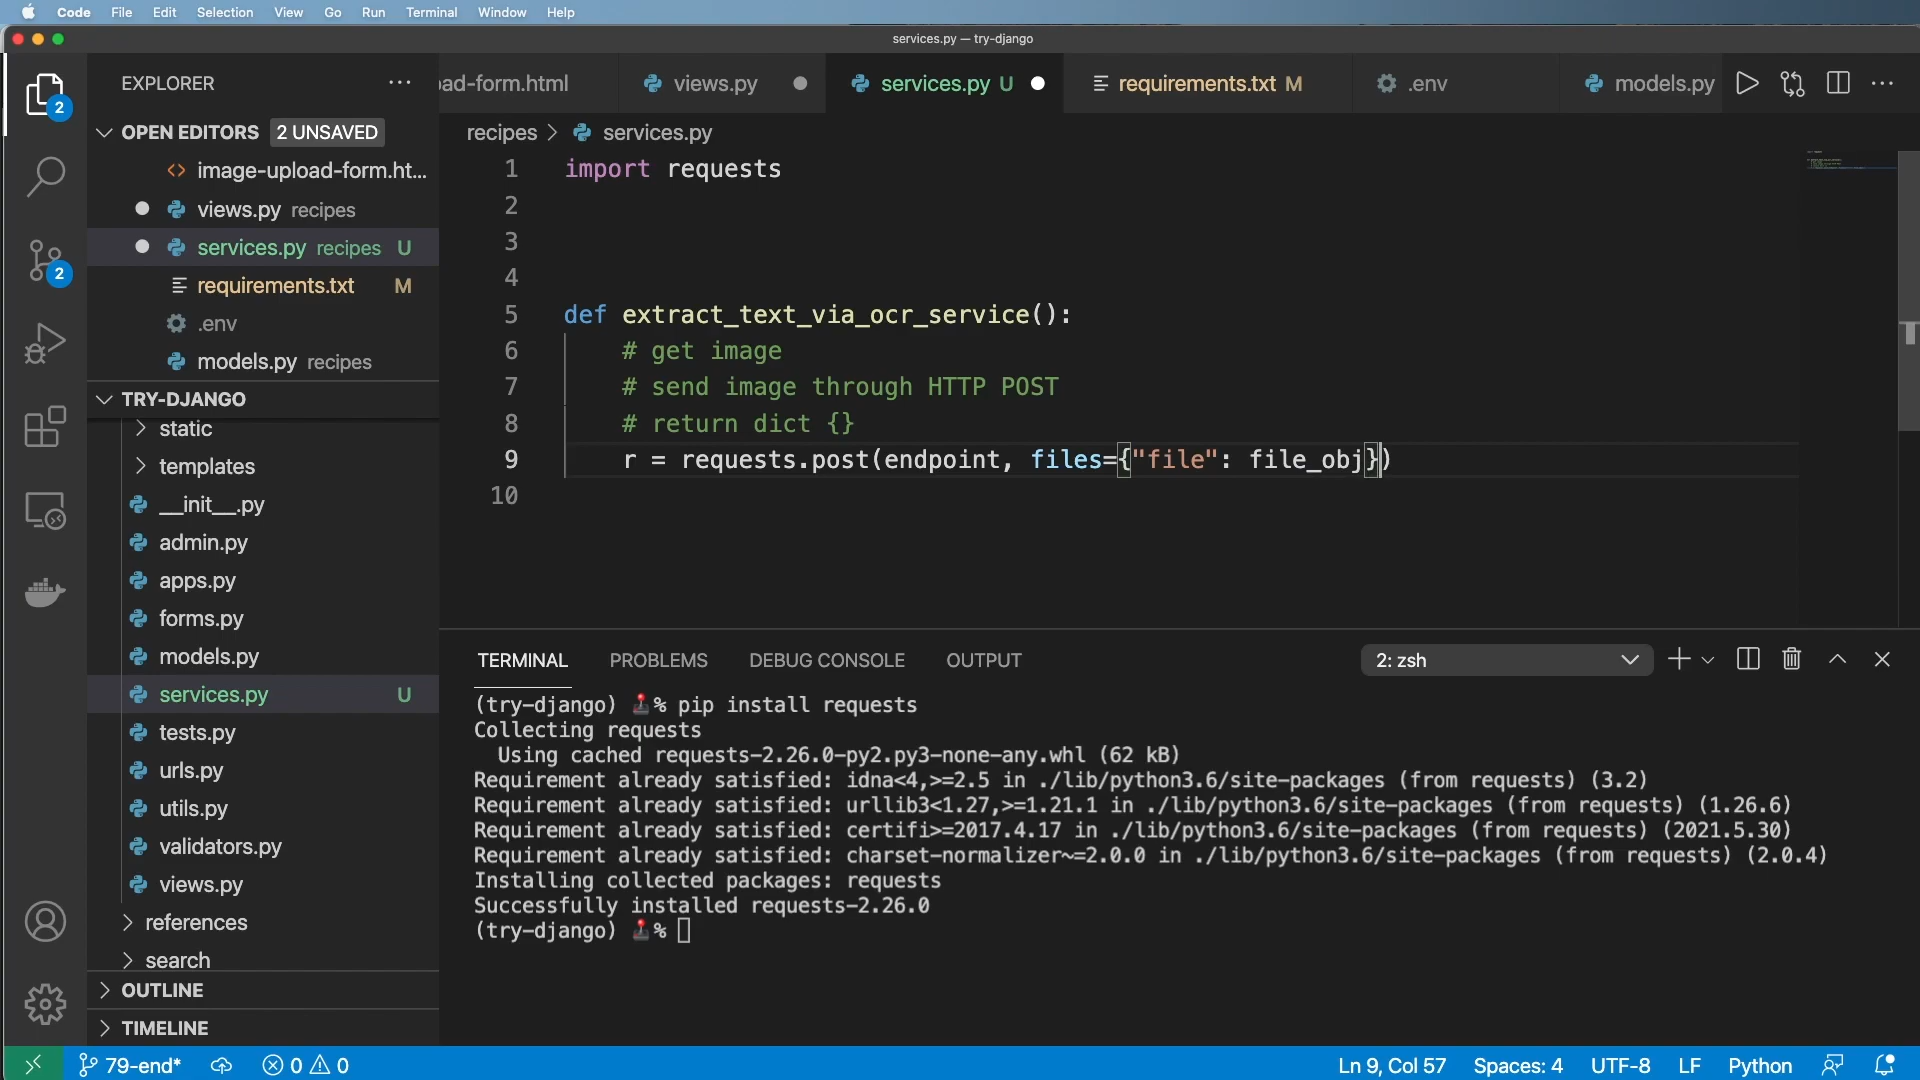 Code File Edit Selection View Go Run Terminal Window Help
services.py — try-django
EXPLORER
OPEN EDITORS 2 UNSAVED
image-upload-form.ht...
views.py recipes
services.py recipes U
requirements.txt M
.env
models.py recipes
TRY-DJANGO
static
templates
__init__.py
admin.py
apps.py
forms.py
models.py
services.py U
tests.py
urls.py
utils.py
validators.py
views.py
references
search
OUTLINE
TIMELINE
2
2
ad-form.html views.py services.py U requirements.txt M .env models.py
recipes > services.py
1 import requests
2
3
4
5 def extract_text_via_ocr_service():
6 # get image
7 # send image through HTTP POST
8 # return dict {}
9 r = requests.post(endpoint, files={"file": file_obj})
10
TERMINAL PROBLEMS DEBUG CONSOLE OUTPUT 2: zsh
(try-django) % pip install requests
Collecting requests
Using cached requests-2.26.0-py2.py3-none-any.whl (62 kB)
Requirement already satisfied: idna<4,>=2.5 in ./lib/python3.6/site-packages (from requests) (3.2)
Requirement already satisfied: urllib3<1.27,>=1.21.1 in ./lib/python3.6/site-packages (from requests) (1.26.6)
Requirement already satisfied: certifi>=2017.4.17 in ./lib/python3.6/site-packages (from requests) (2021.5.30)
Requirement already satisfied: charset-normalizer~=2.0.0 in ./lib/python3.6/site-packages (from requests) (2.0.4)
Installing collected packages: requests
Successfully installed requests-2.26.0
(try-django) %
79-end* 0 0 Ln 9, Col 57 Spaces: 4 UTF-8 LF Python